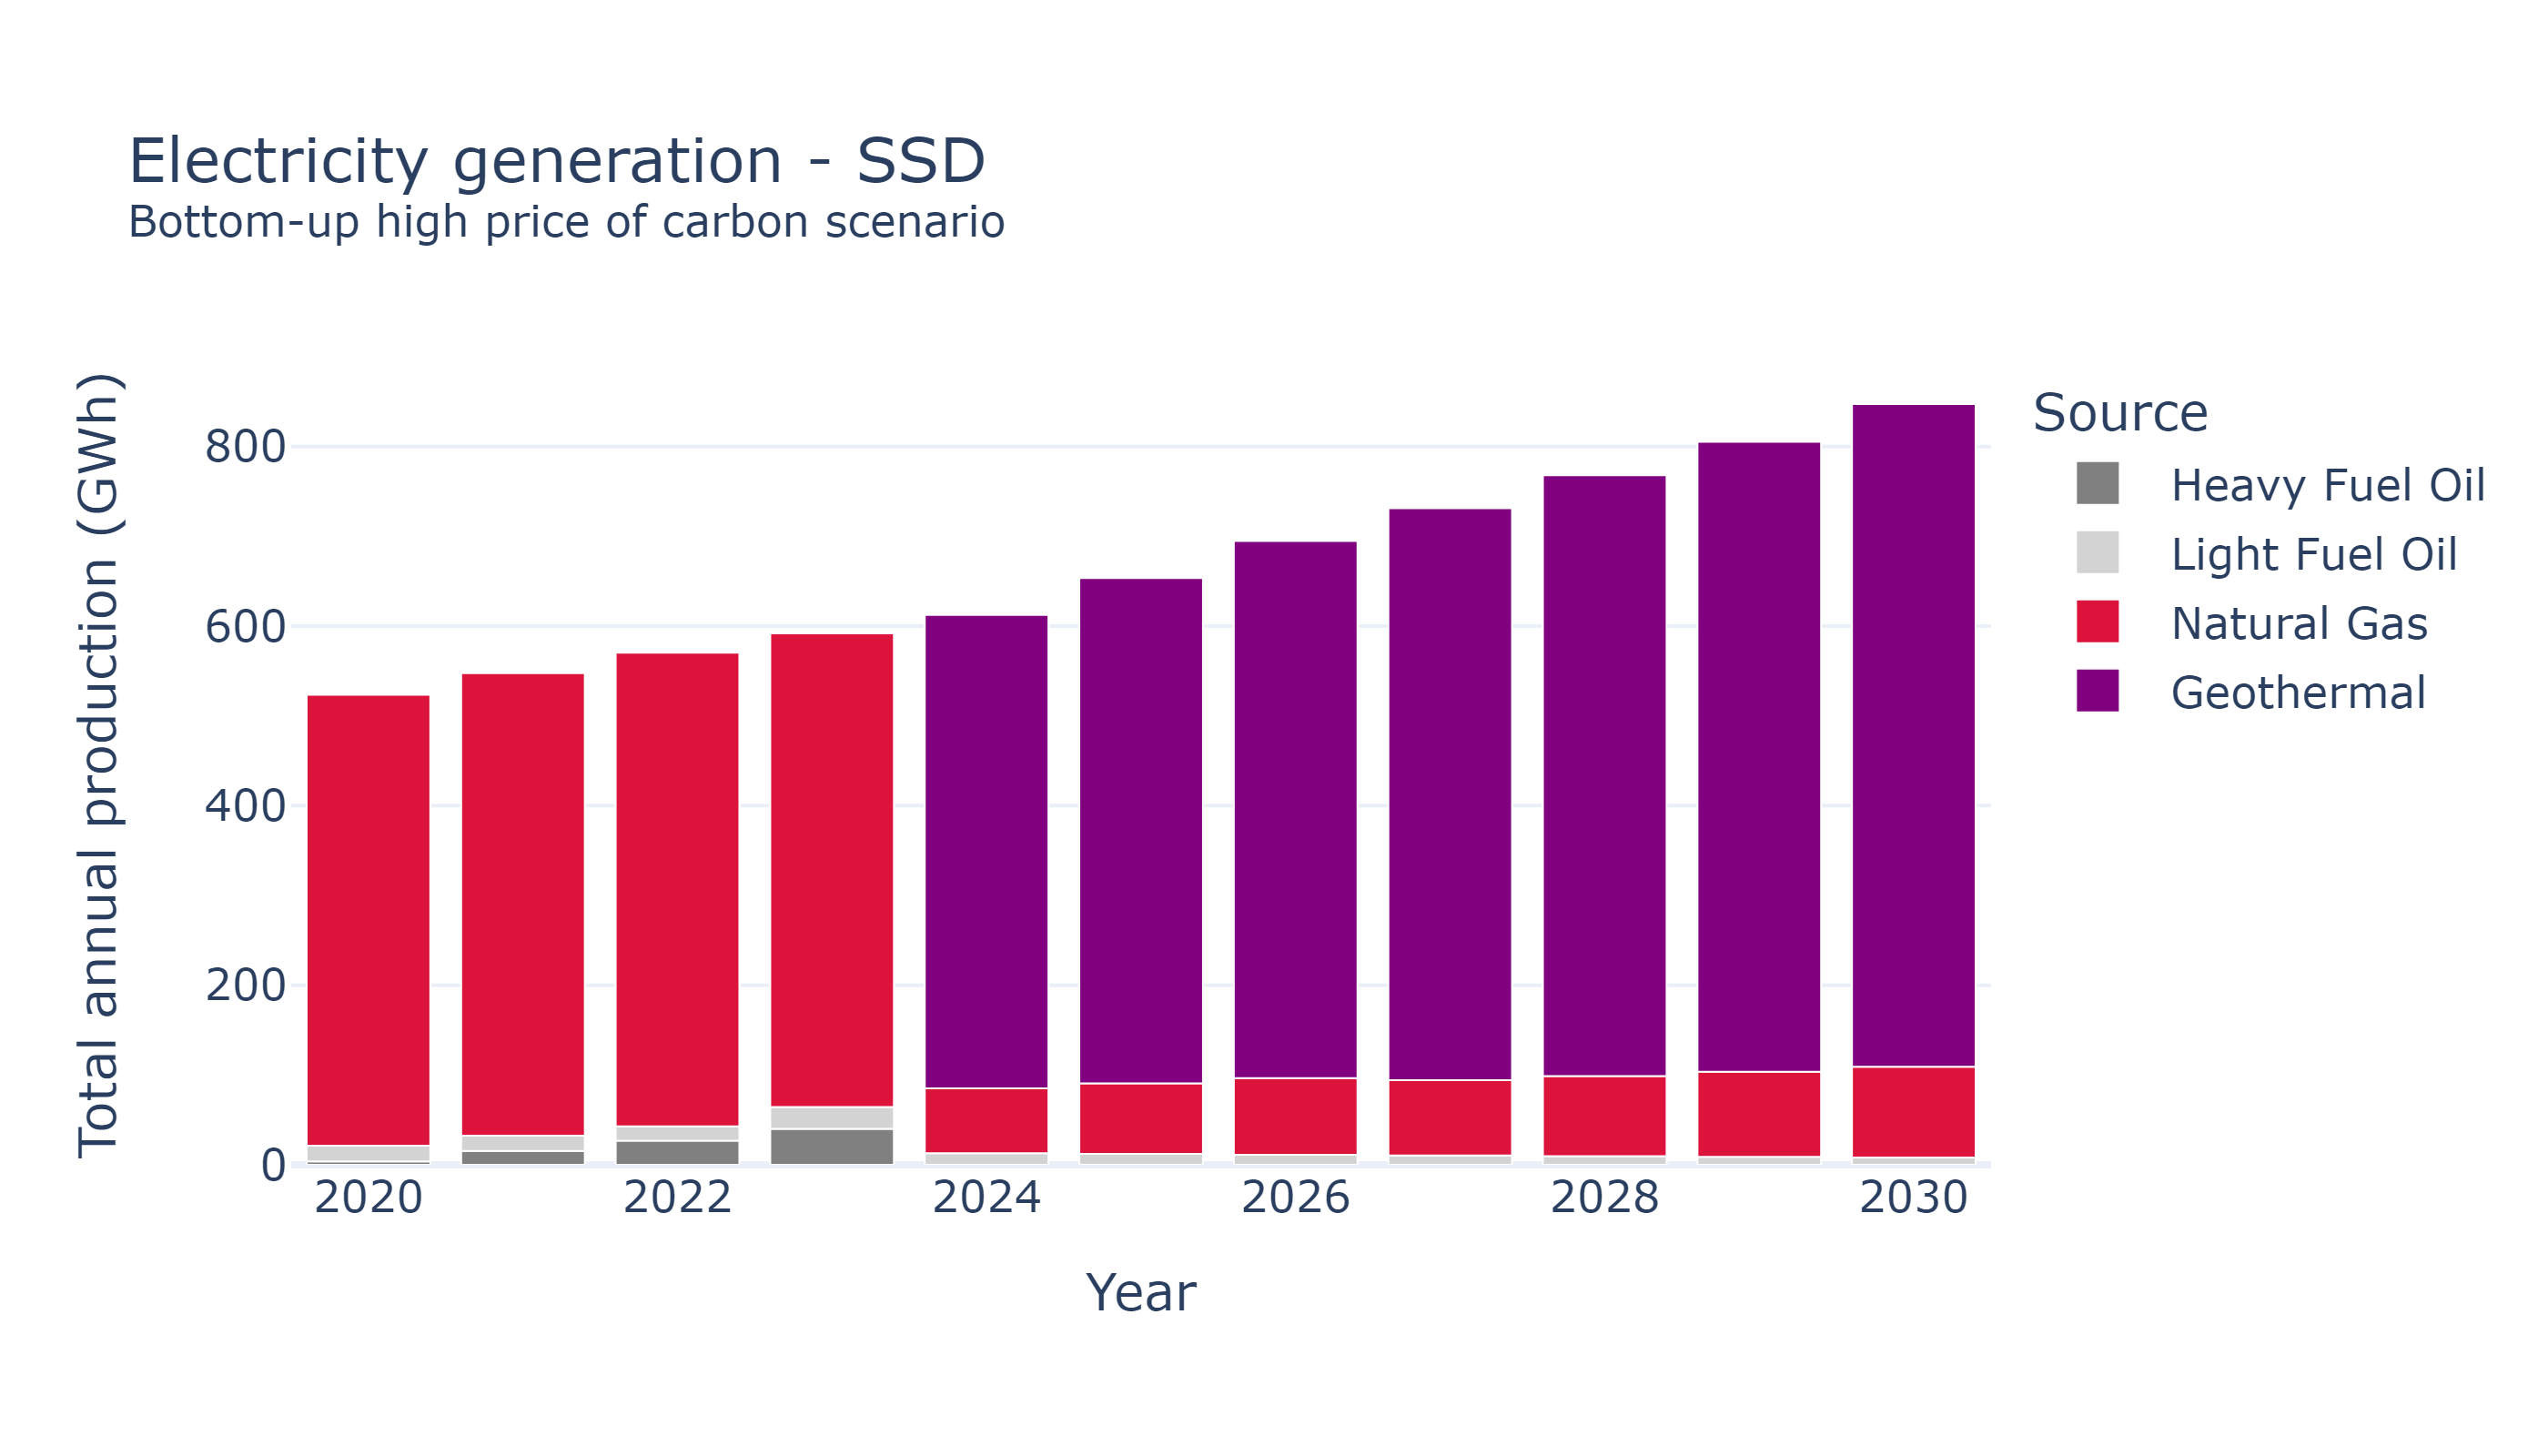 Electricity generation - SSD
Bottom-up high price of carbon scenario
Total annual production (GWh)
800
600
400
200
0
2020
2022
2024
2026
2028
2030
Year
Source
Heavy Fuel Oil
Light Fuel Oil
Natural Gas
Geothermal